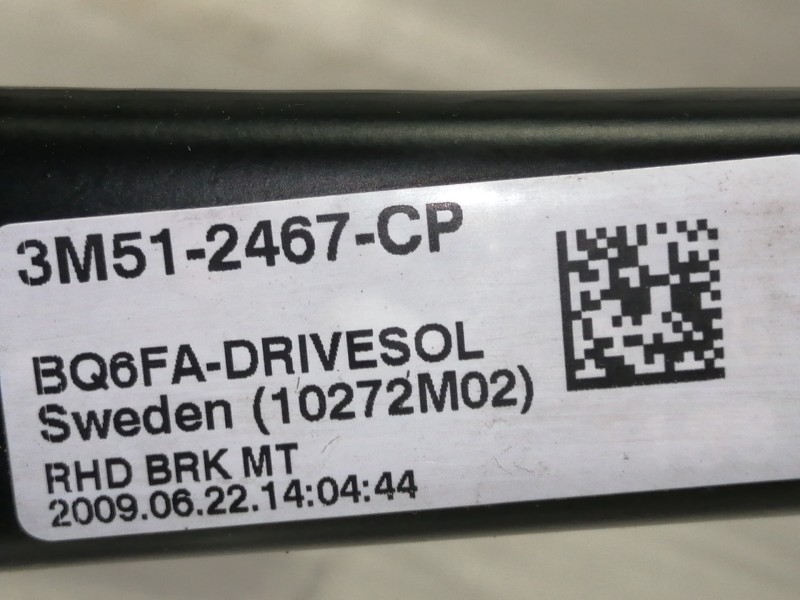 3M51-2467-CP
BQ6FA-DRIVESOL
Sweden (10272M02)
RHD BRK MT
2009.06.22.14:04:44